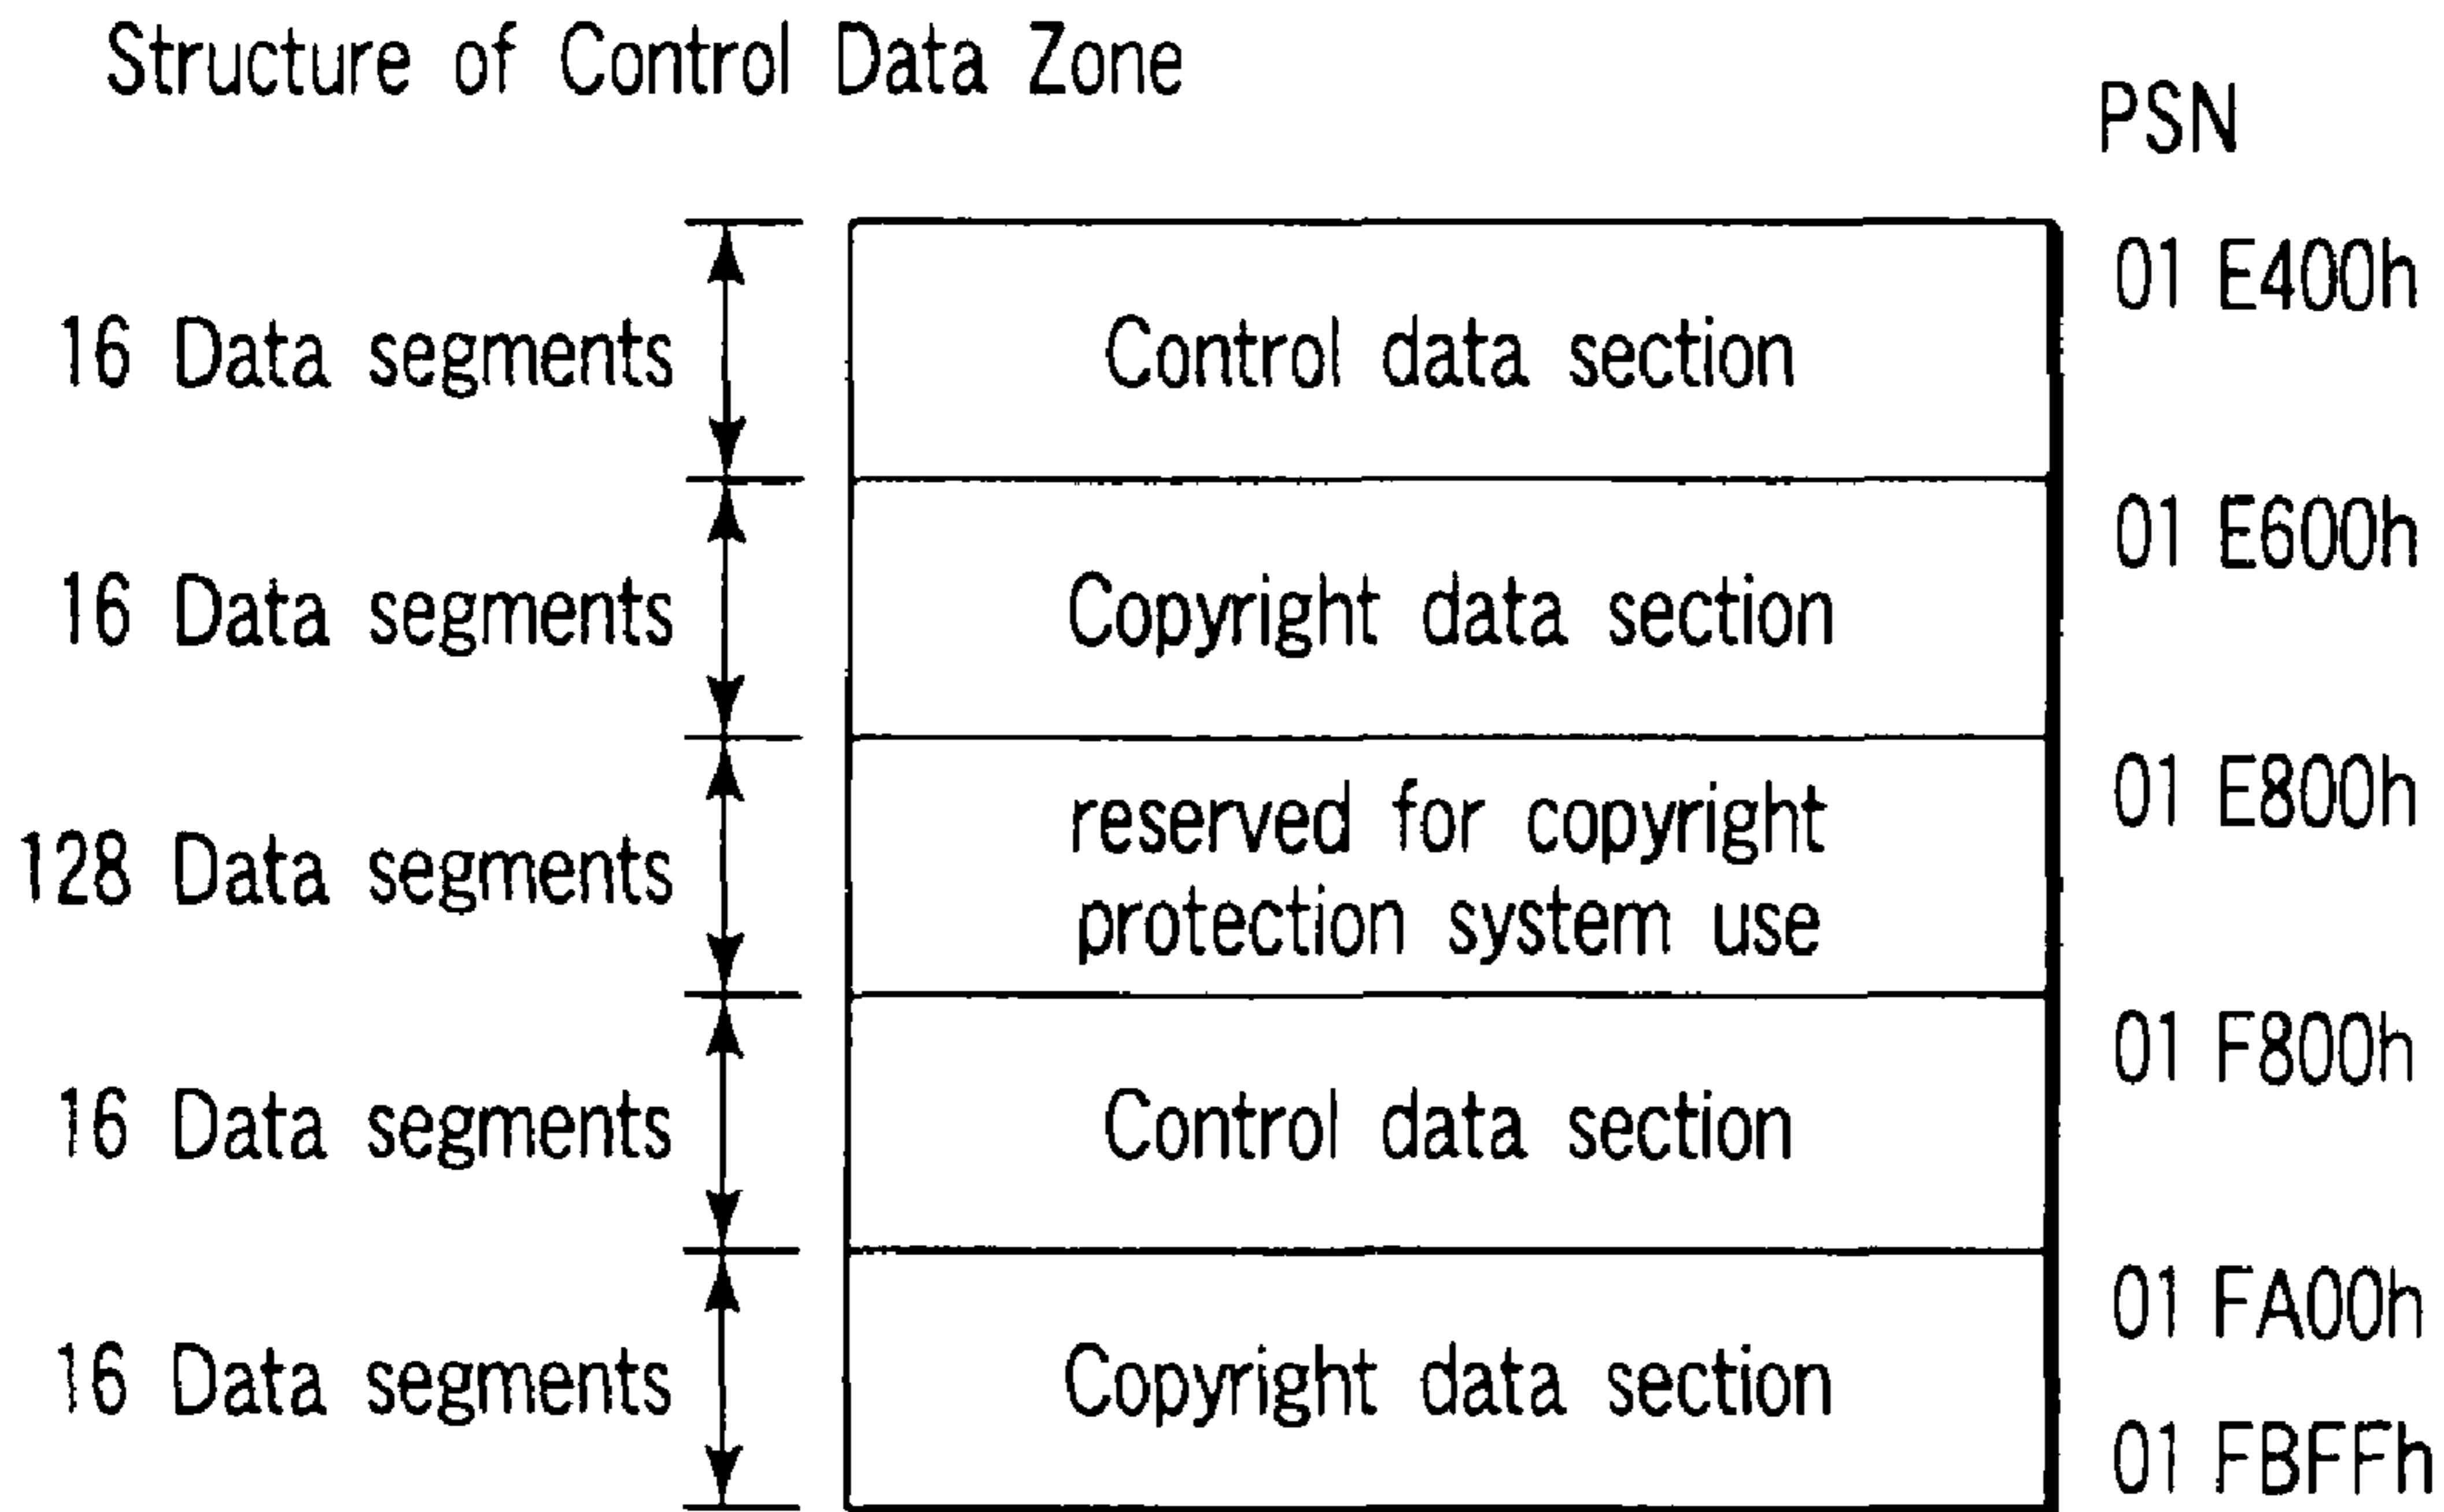 Structure of Control Data Zone
PSN
16 Data segments
Control data section
01 E400h
16 Data segments
Copyright data section
01 E600h
128 Data segments
reserved for copyright
protection system use
01 E800h
16 Data segments
Control data section
01 F800h
16 Data segments
Copyright data section
01 FA00h
01 FBFFh